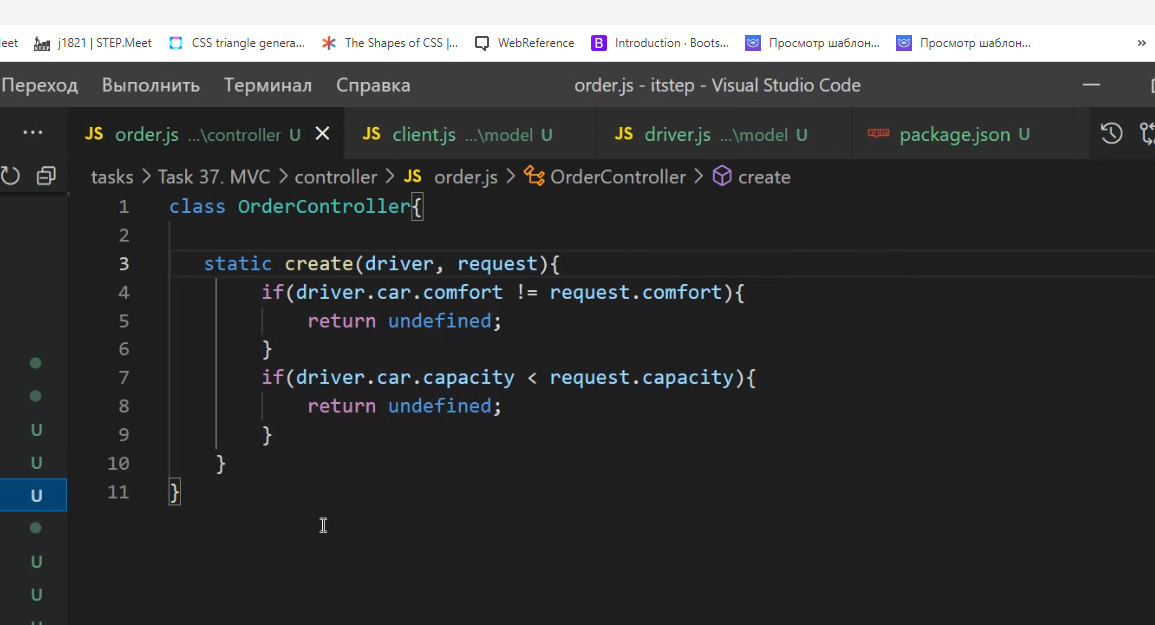 eet j1821 | STEP.Meet CSS triangle genera... The Shapes of CSS |... WebReference B Introduction · Boots... Просмотр шаблон... Просмотр шаблон... »
Переход Выполнить Терминал Справка order.js - itstep - Visual Studio Code
... JS order.js ...\controller U JS client.js ...\model U JS driver.js ...\model U package.json U
tasks > Task 37. MVC > controller > JS order.js > OrderController > create
1 class OrderController{
2
3 static create(driver, request){
4 if(driver.car.comfort != request.comfort){
5 return undefined;
6 }
7 if(driver.car.capacity < request.capacity){
8 return undefined;
9 }
10 }
11 }
U
U
U
U
U